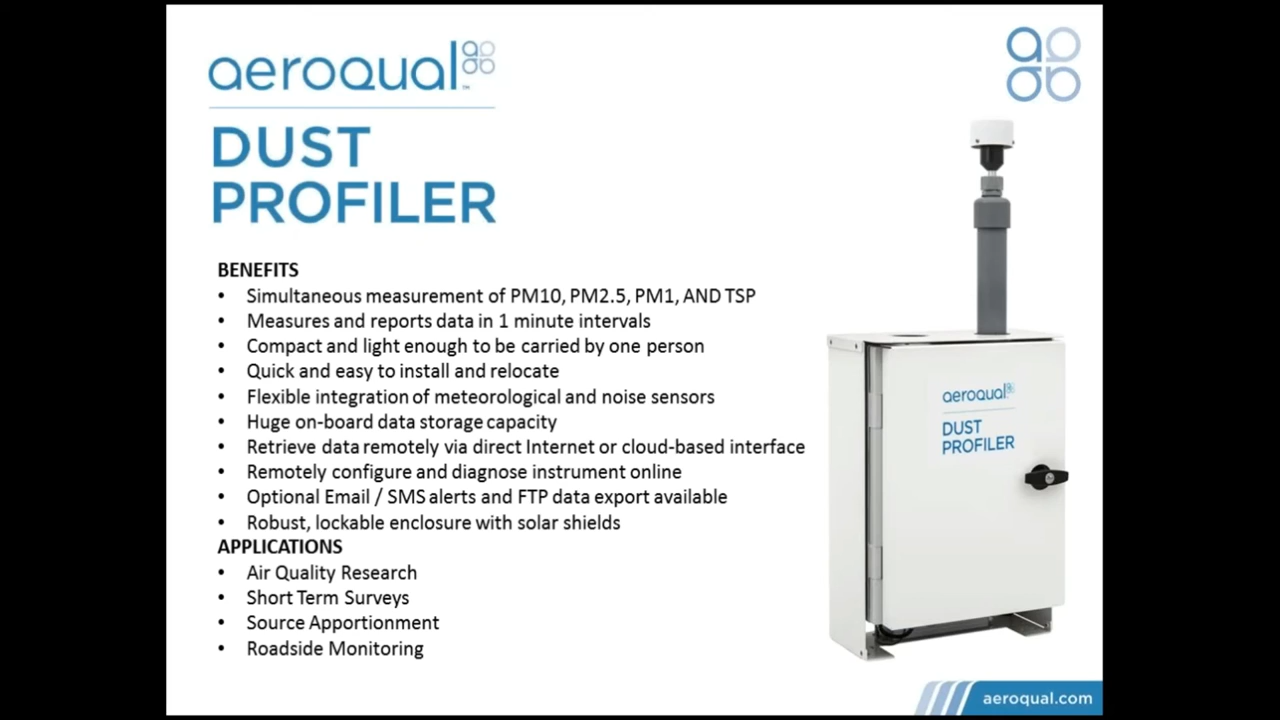 aeroqual™
DUST
PROFILER
BENEFITS
• Simultaneous measurement of PM10, PM2.5, PM1, AND TSP
• Measures and reports data in 1 minute intervals
• Compact and light enough to be carried by one person
• Quick and easy to install and relocate
• Flexible integration of meteorological and noise sensors
• Huge on-board data storage capacity
• Retrieve data remotely via direct Internet or cloud-based interface
• Remotely configure and diagnose instrument online
• Optional Email / SMS alerts and FTP data export available
• Robust, lockable enclosure with solar shields
APPLICATIONS
• Air Quality Research
• Short Term Surveys
• Source Apportionment
• Roadside Monitoring
aeroqual
DUST
PROFILER
aeroqual.com